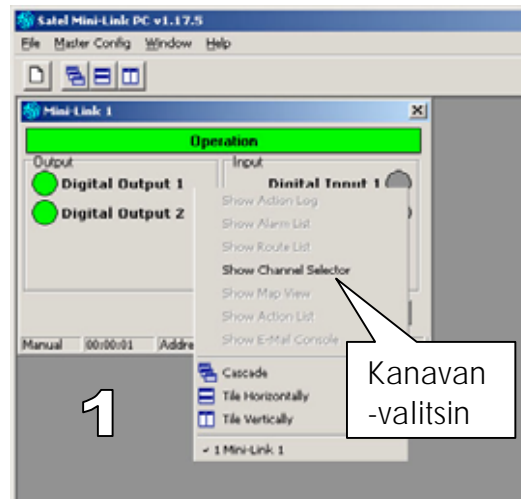 Satel Mini-Link PC v1.17.5
File Master Config Window Help
Mini-Link 1
Operation
Output
Input
Digital Output 1
Digital Input 1
Digital Output 2
Show Action Log
Show Alarm List
Show Route List
Show Channel Selector
Show Map View
Show Action List
Show E-Mail Console
Manual 00:00:01
Cascade
Tile Horizontally
Tile Vertically
✓ 1 Mini-Link 1
Kanavan
-valitsin
1